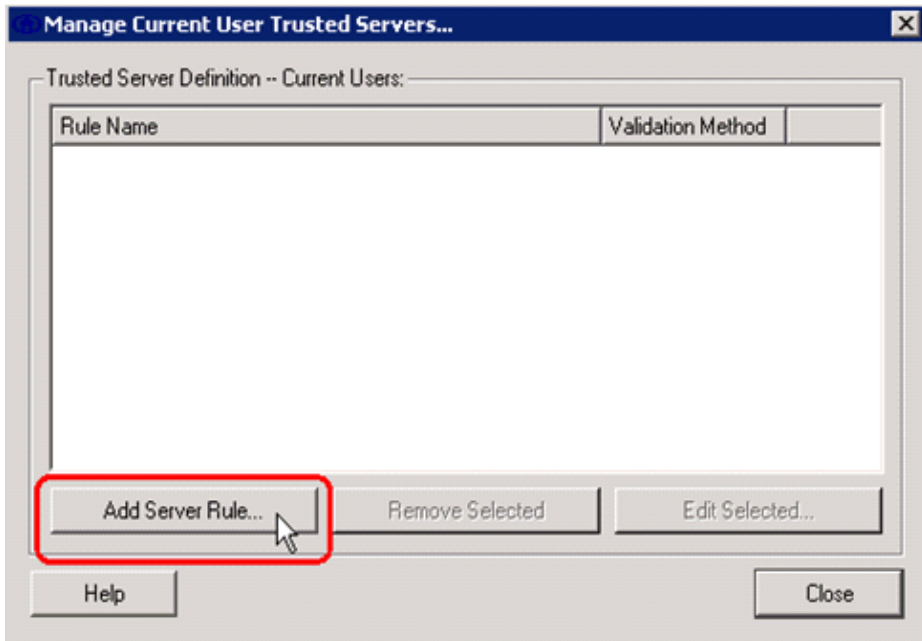 Manage Current User Trusted Servers...
Trusted Server Definition -- Current Users:
Rule Name Validation Method
Add Server Rule... Remove Selected Edit Selected...
Help Close